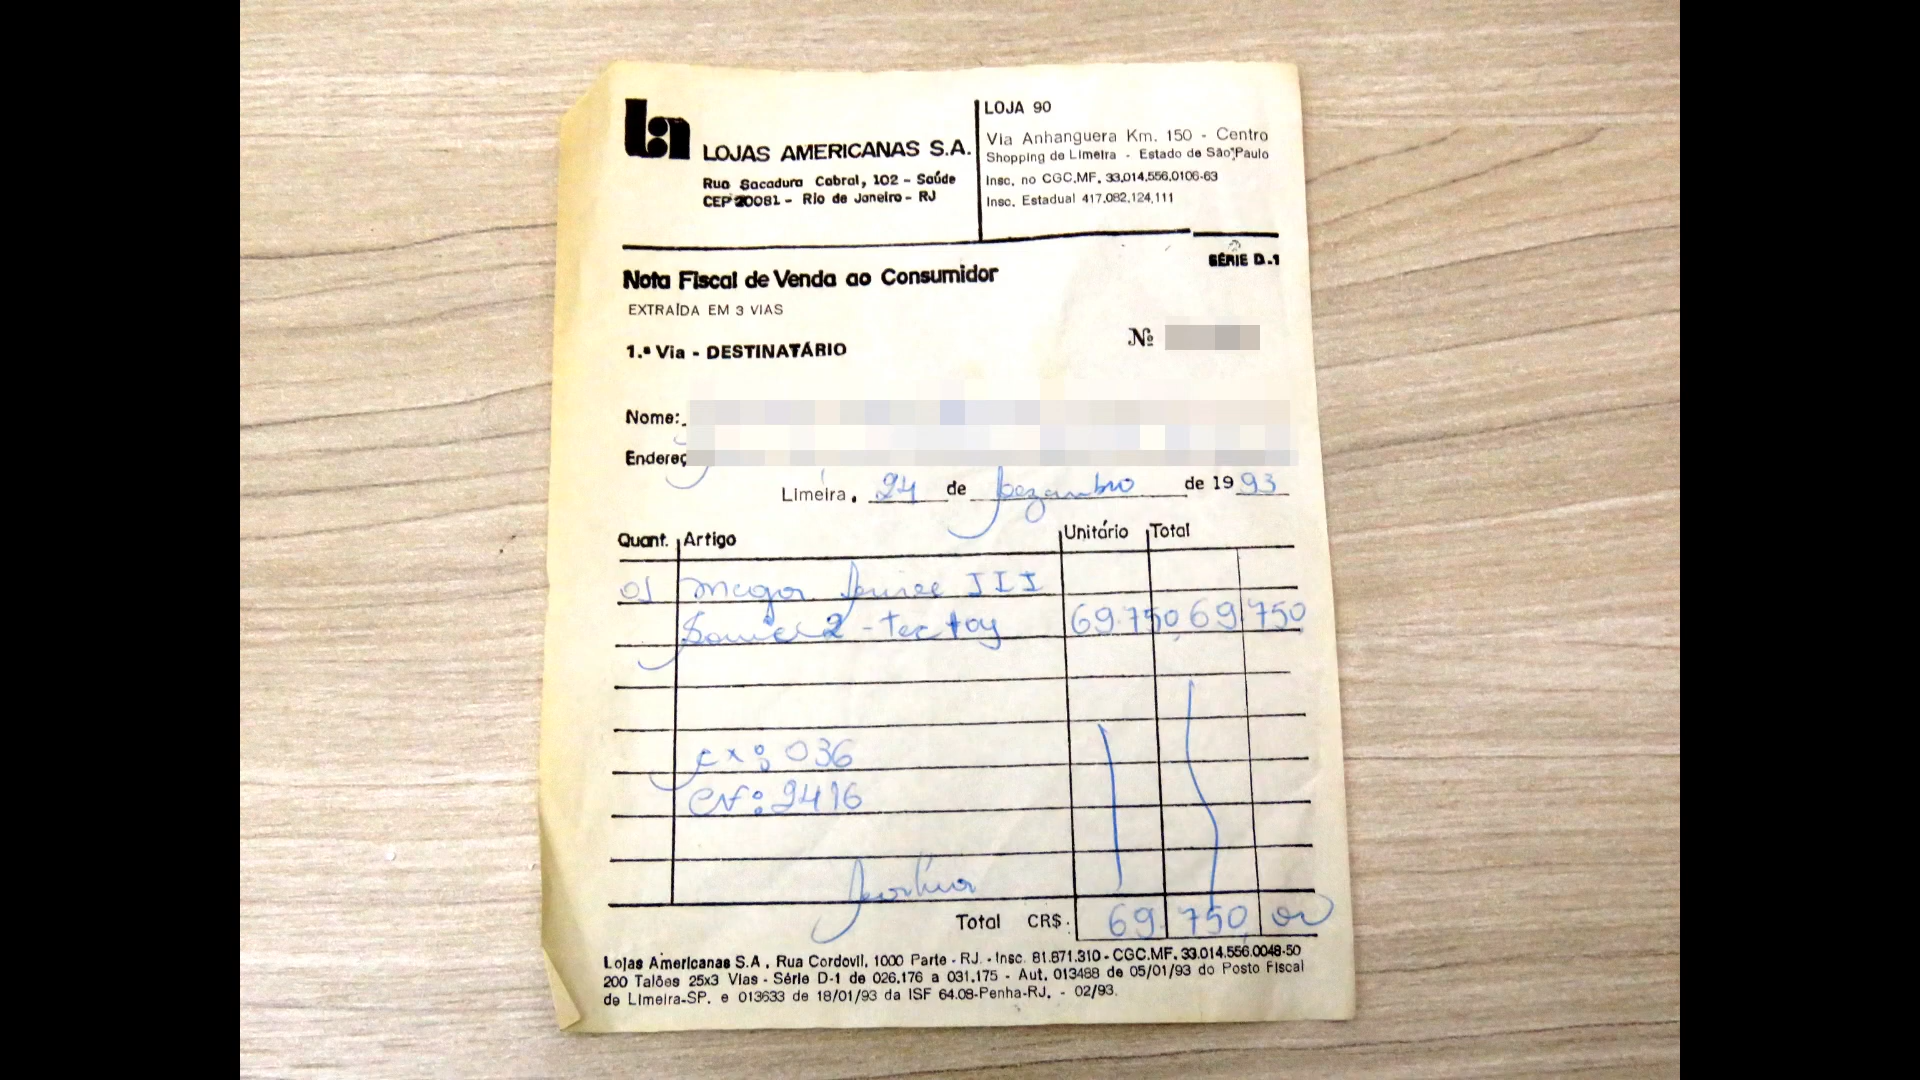 la
LOJAS AMERICANAS S.A.
Rua Sacadura Cabral, 102 - Saúde
CEP 20081 - Rio de Janeiro - RJ
LOJA 90
Via Anhanguera Km. 150 - Centro
Shopping de Limeira - Estado de São Paulo
Insc. no CGC.MF. 33,014,556,0106-63
Insc. Estadual 417.082.124.111
SÉRIE D.1
Nota Fiscal de Venda ao Consumidor
EXTRAÍDA EM 3 VIAS
1.ª Via - DESTINATÁRIO
Nº
Nome:
Endereç
Limeira, 24 de Dezembro de 1993
Quant. Artigo Unitário Total
01 Mega Drive III
Sonic 2 - tectoy 69.750, 69 750
cx: 036
CV: 2416
Total CR$: 69.750,00
Lojas Americanas S.A , Rua Cordovil, 1000 Parte - RJ. - Insc. 81.871.310 - CGC.MF. 33.014.556.0048-50
200 Talões 25x3 Vias - Série D-1 de 026.176 a 031.175 - Aut. 013488 de 05/01/93 do Posto Fiscal
de Limeira-SP. e 013633 de 18/01/93 da ISF 64.08-Penha-RJ. - 02/93.